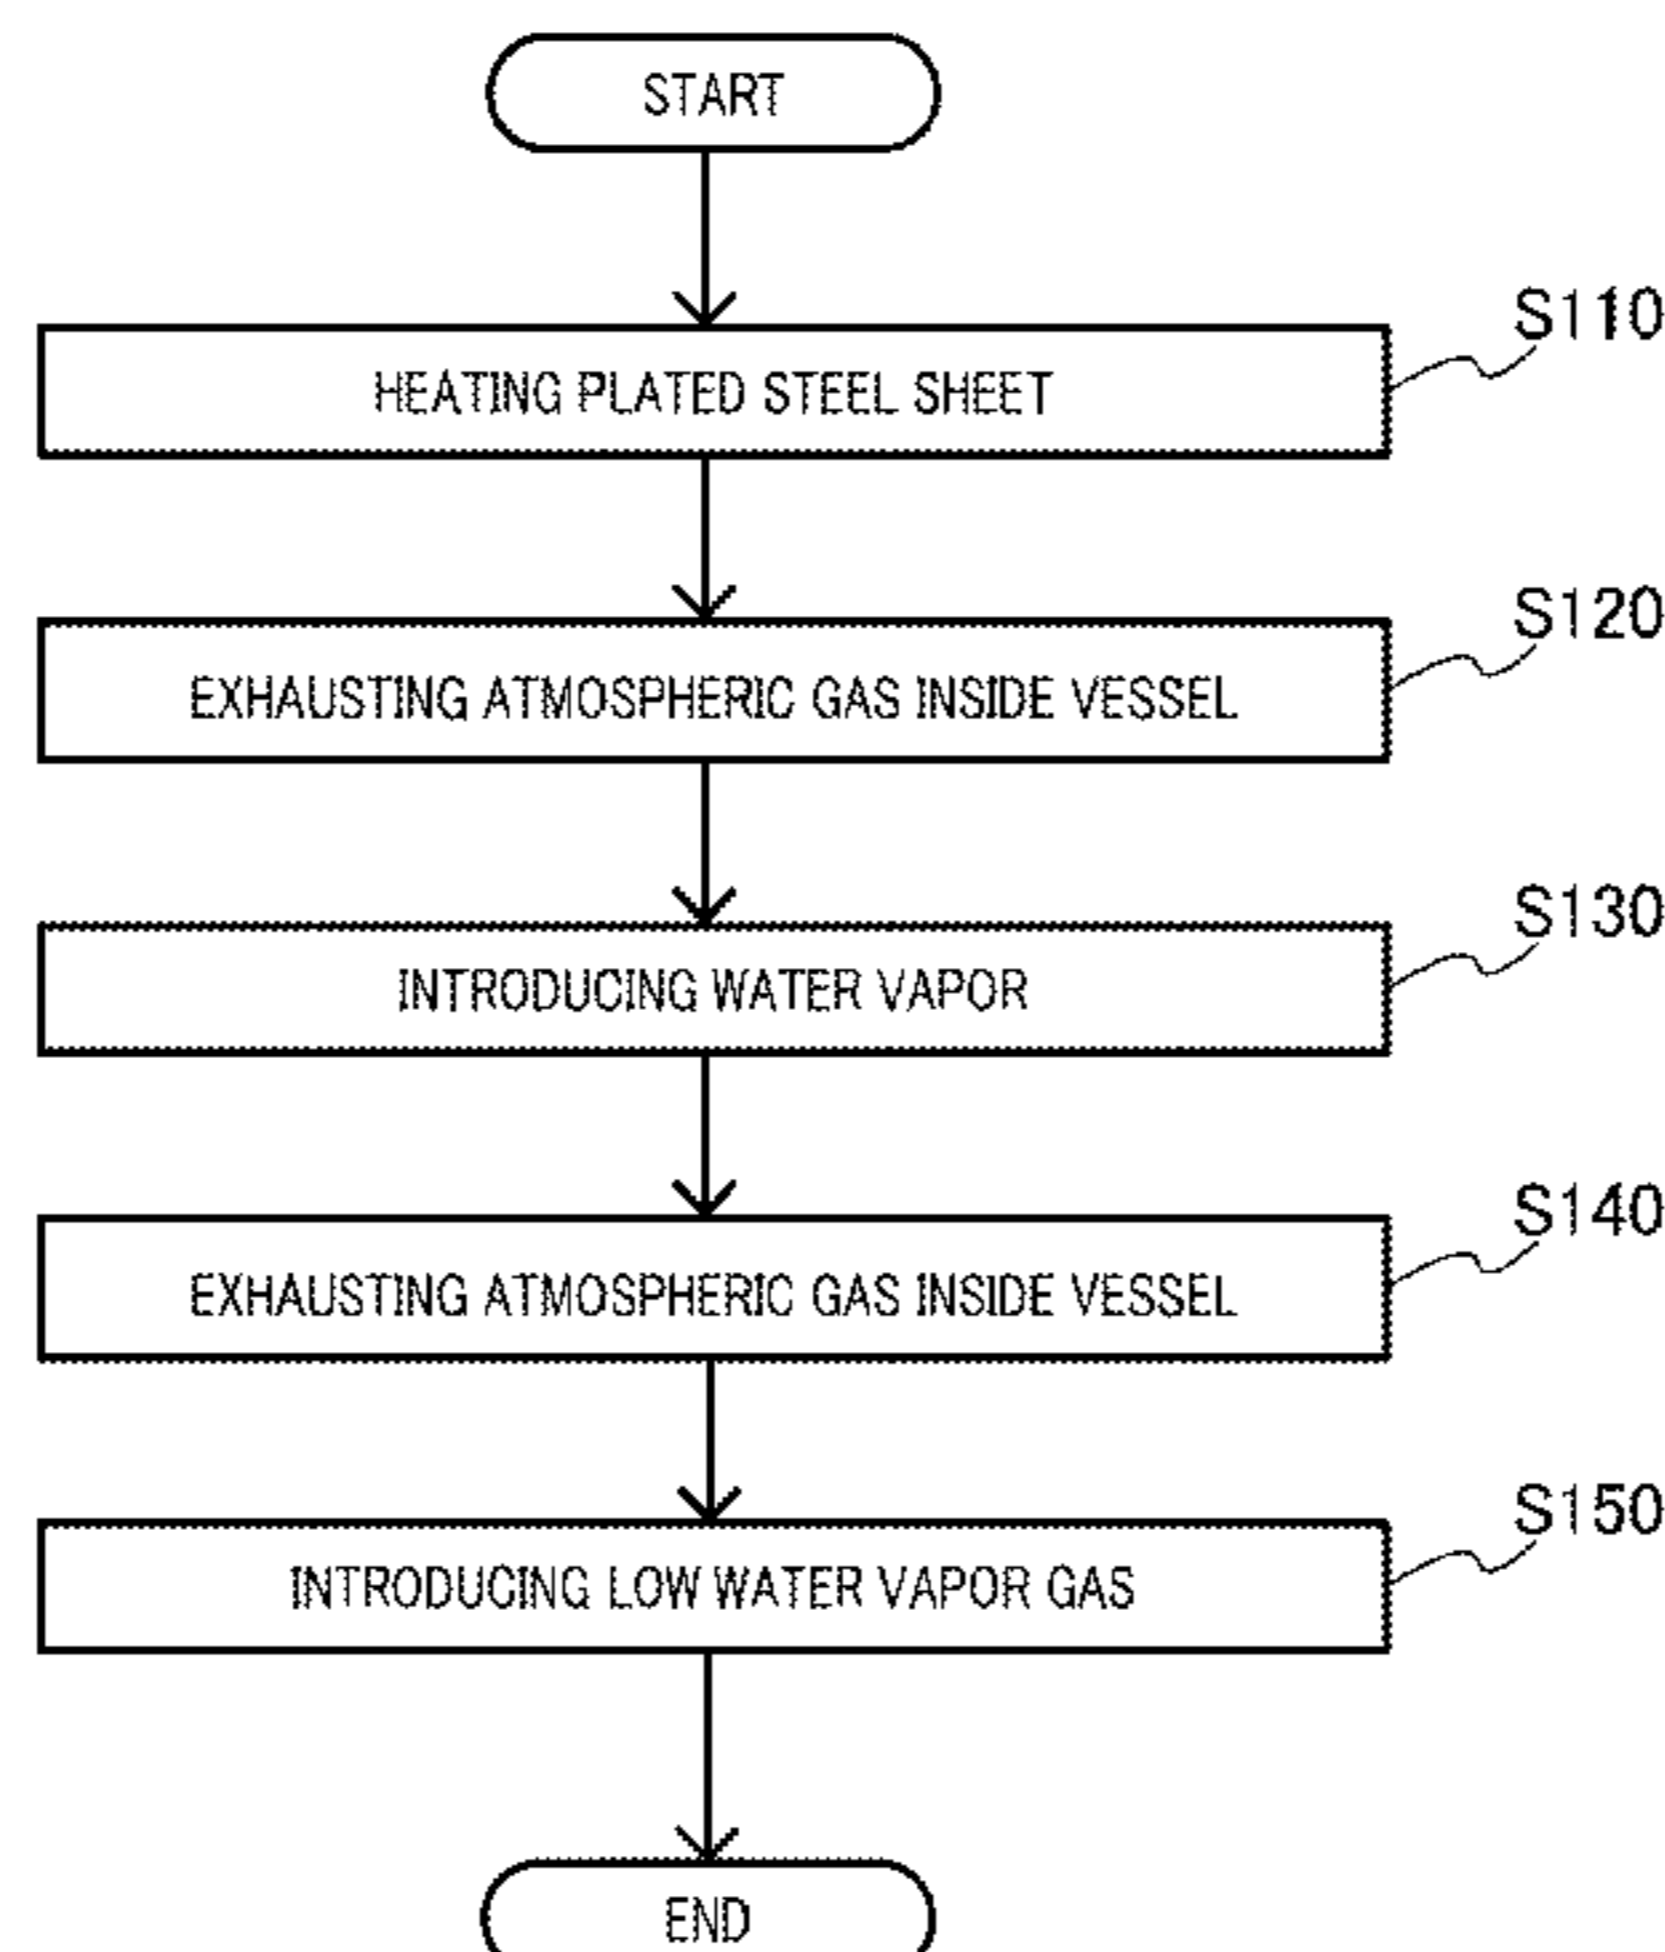 START
S110
HEATING PLATED STEEL SHEET
S120
EXHAUSTING ATMOSPHERIC GAS INSIDE VESSEL
S130
INTRODUCING WATER VAPOR
S140
EXHAUSTING ATMOSPHERIC GAS INSIDE VESSEL
S150
INTRODUCING LOW WATER VAPOR GAS
END